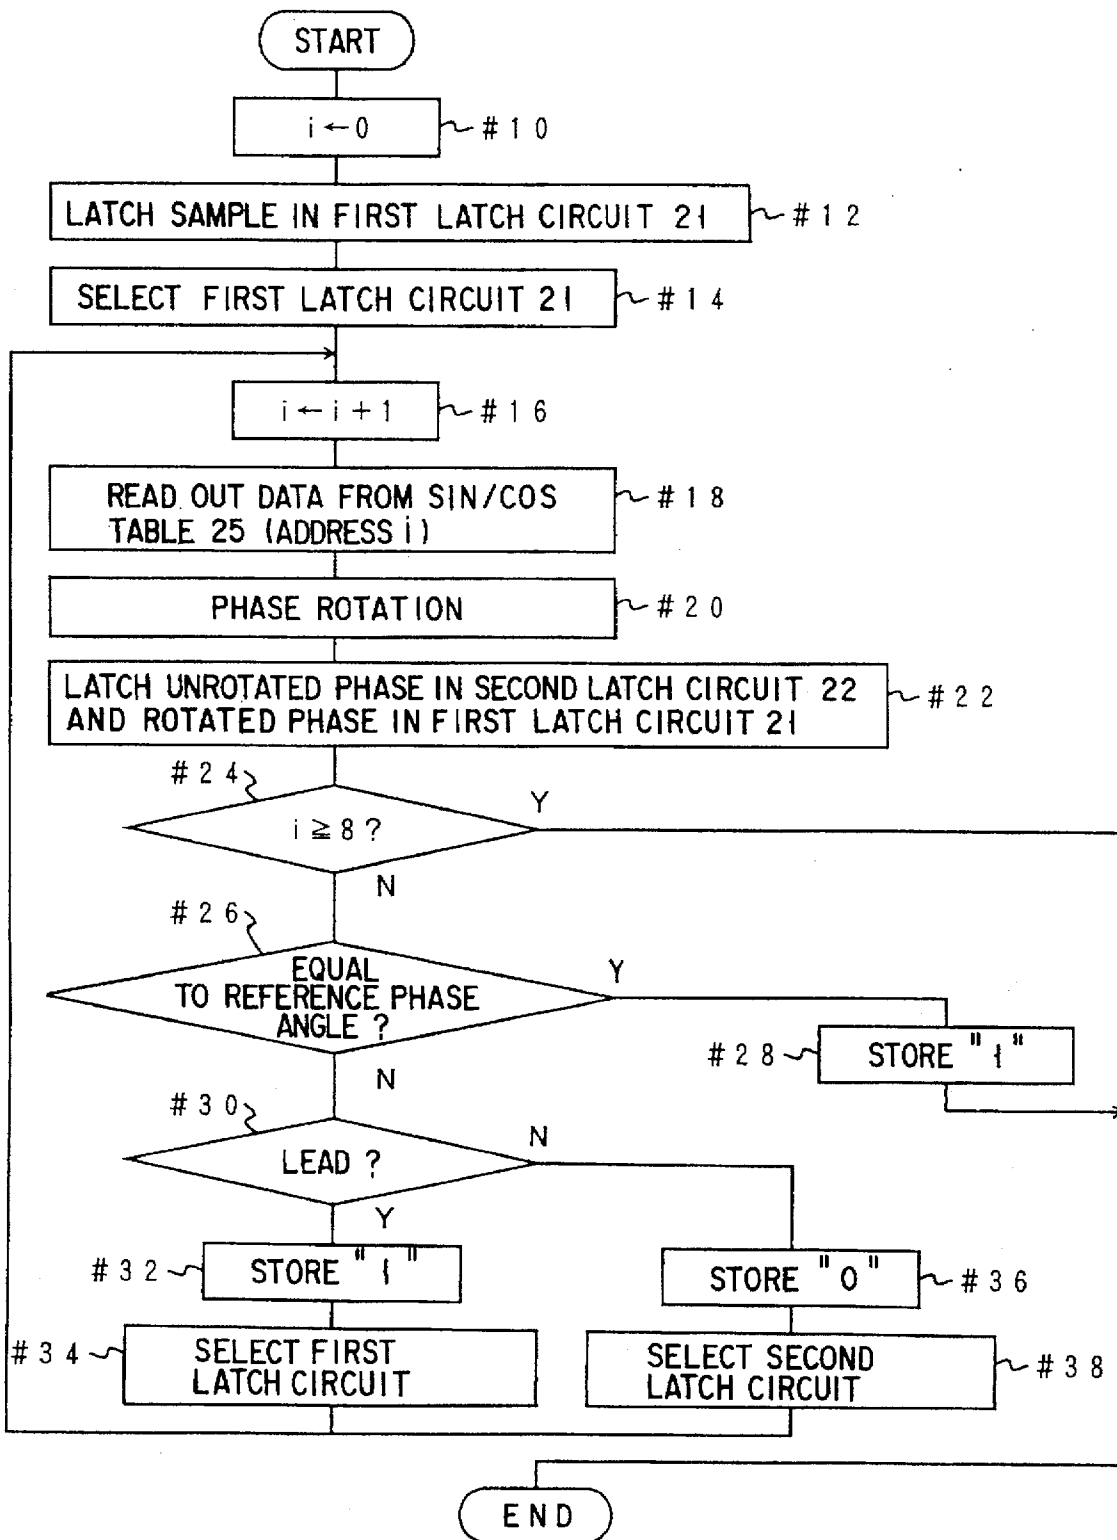 START
i ← 0
#10
LATCH SAMPLE IN FIRST LATCH CIRCUIT 21
#12
SELECT FIRST LATCH CIRCUIT 21
#14
i ← i + 1
#16
READ OUT DATA FROM SIN/COS
TABLE 25 (ADDRESS i)
#18
PHASE ROTATION
#20
LATCH UNROTATED PHASE IN SECOND LATCH CIRCUIT 22
AND ROTATED PHASE IN FIRST LATCH CIRCUIT 21
#22
#24
i ≧ 8 ?
Y
N
#26
EQUAL
TO REFERENCE PHASE
ANGLE ?
Y
N
#28
STORE "1"
#30
LEAD ?
N
Y
#32
STORE "1"
STORE "0"
#36
#34
SELECT FIRST
LATCH CIRCUIT
SELECT SECOND
LATCH CIRCUIT
#38
END